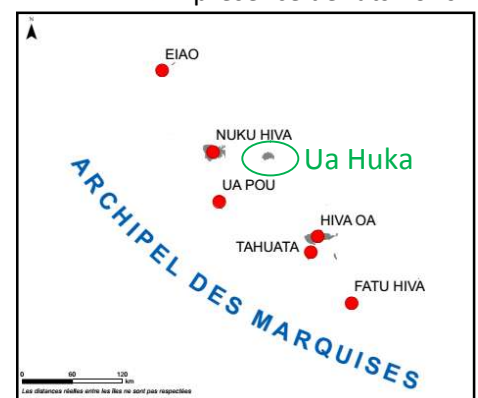 N
EIAO
NUKU HIVA
Ua Huka
UA POU
HIVA OA
TAHUATA
FATU HIVA
ARCHIPEL DES MARQUISES
0 60 120
km
Les distances réelles entre les îles ne sont pas respectées